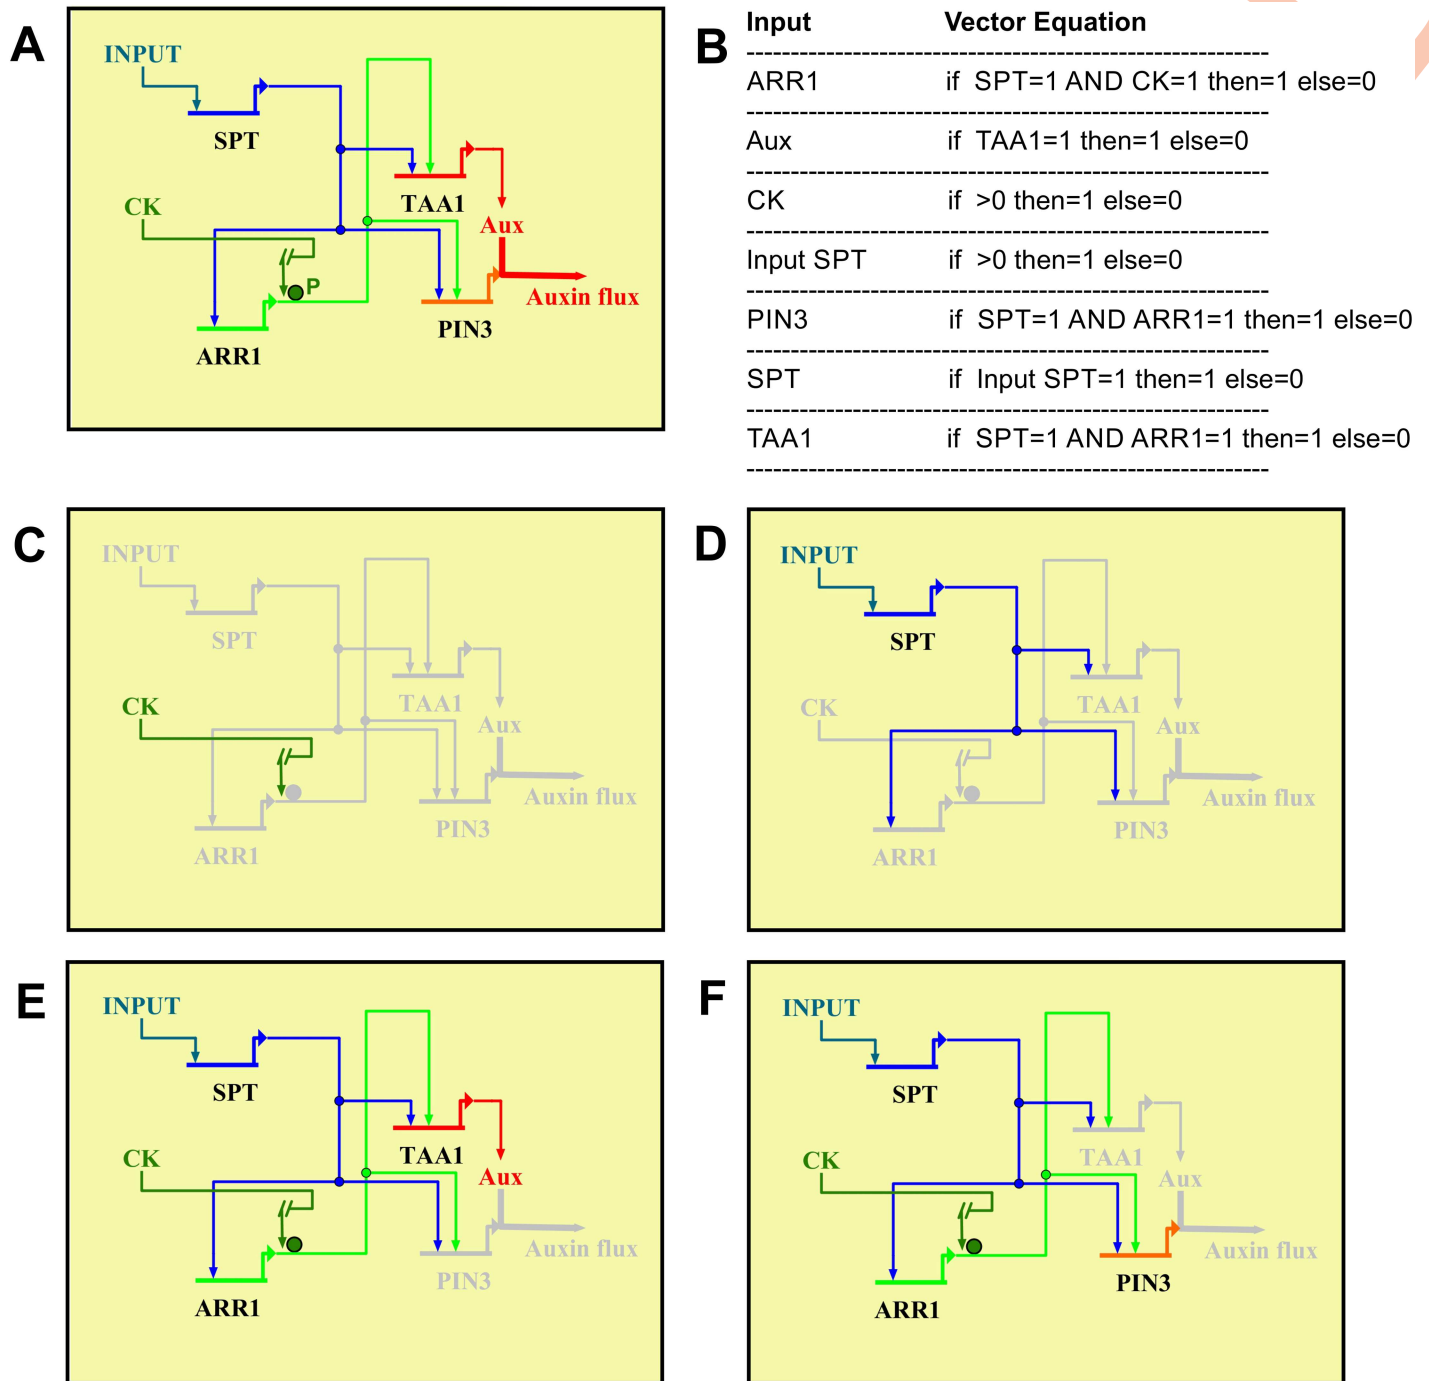 A
INPUT
SPT
CK
P
ARR1
TAA1
Aux
Auxin flux
PIN3
B
Input Vector Equation
------------------------------------------------------------
ARR1 if SPT=1 AND CK=1 then=1 else=0
------------------------------------------------------------
Aux if TAA1=1 then=1 else=0
------------------------------------------------------------
CK if >0 then=1 else=0
------------------------------------------------------------
Input SPT if >0 then=1 else=0
------------------------------------------------------------
PIN3 if SPT=1 AND ARR1=1 then=1 else=0
------------------------------------------------------------
SPT if Input SPT=1 then=1 else=0
------------------------------------------------------------
TAA1 if SPT=1 AND ARR1=1 then=1 else=0
------------------------------------------------------------
C
INPUT
SPT
CK
ARR1
TAA1
Aux
Auxin flux
PIN3
D
INPUT
SPT
CK
ARR1
TAA1
Aux
Auxin flux
PIN3
E
INPUT
SPT
CK
ARR1
TAA1
Aux
Auxin flux
PIN3
F
INPUT
SPT
CK
ARR1
TAA1
Aux
Auxin flux
PIN3